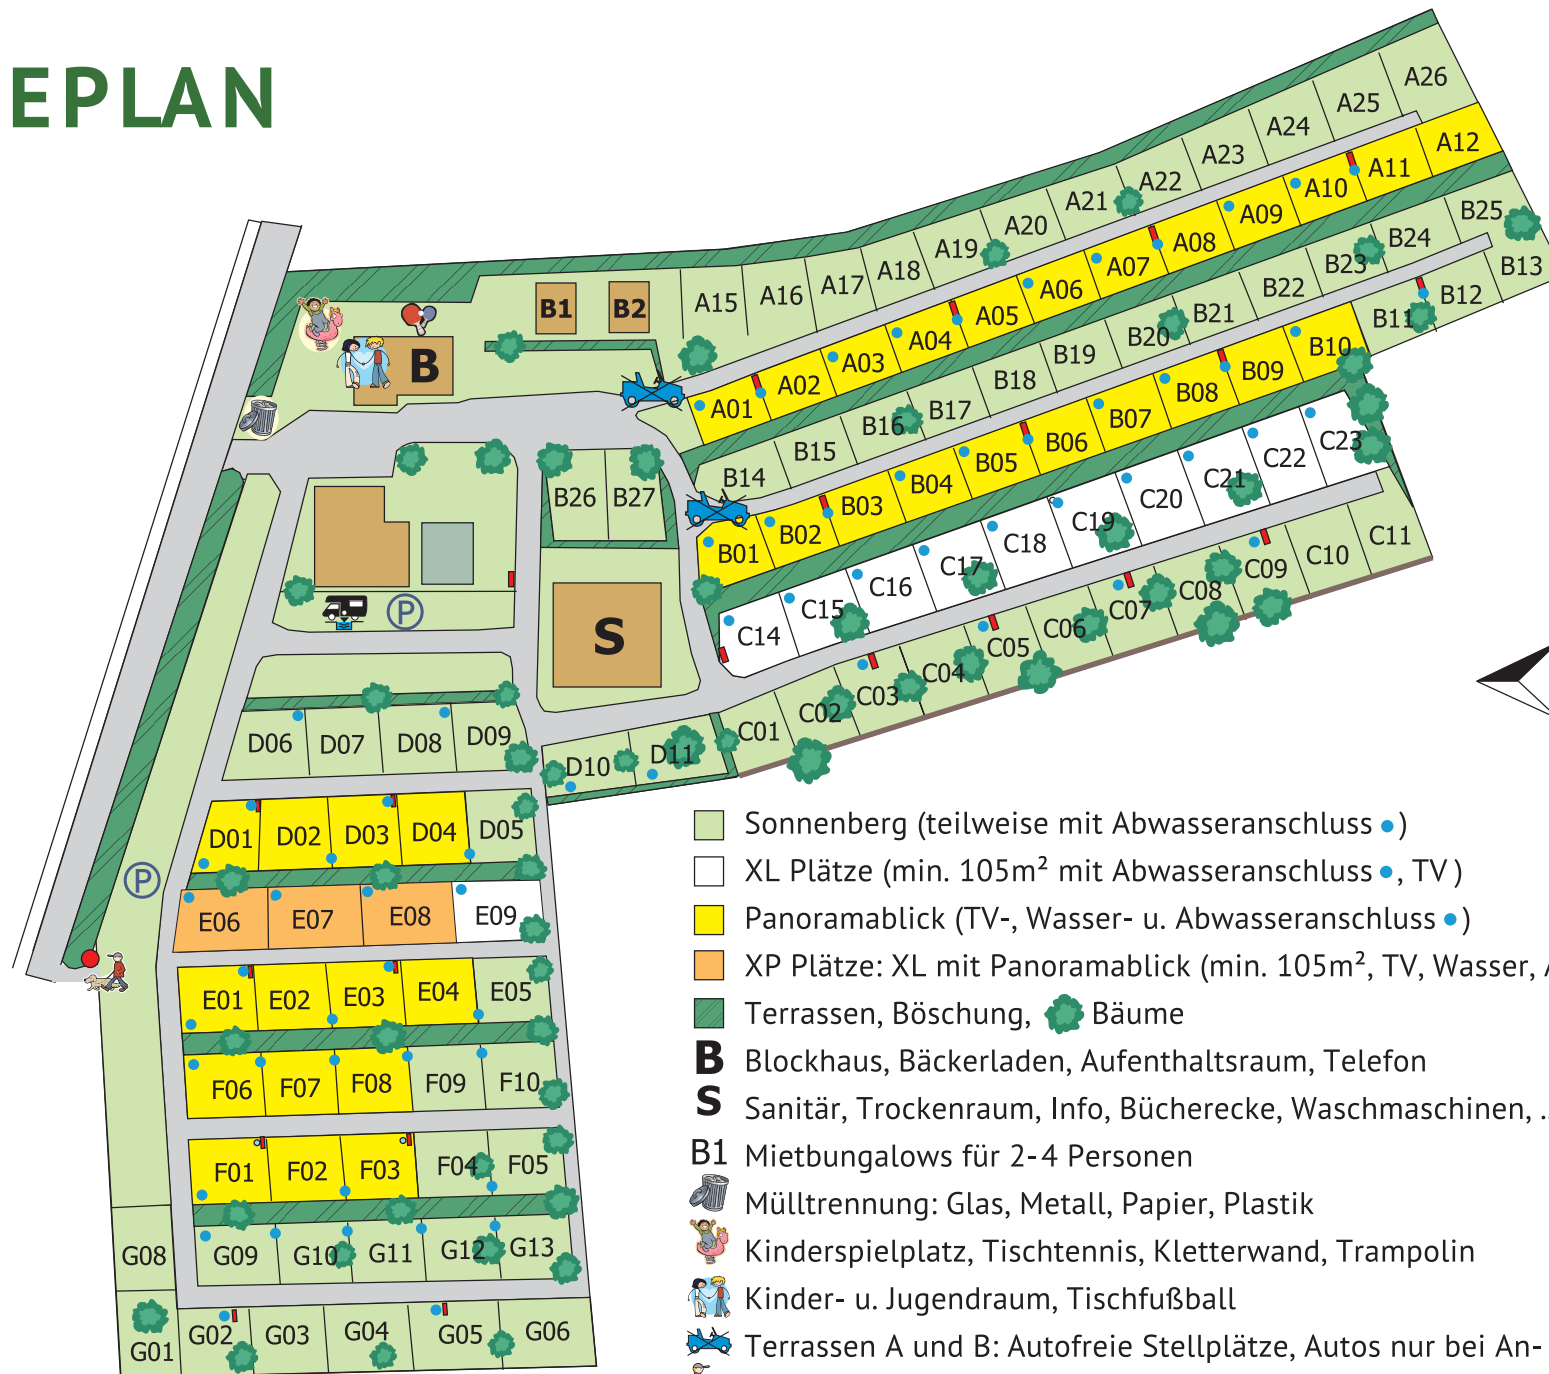 EPLAN
A26
A25
A24
A23
A22
A21
A20
A19
A18
A17
A16
A15
A12
A11
A10
A09
A08
A07
A06
A05
A04
A03
A02
A01
B1
B2
B
B25
B24
B23
B22
B21
B20
B19
B18
B17
B16
B15
B14
B13
B12
B11
B10
B09
B08
B07
B06
B05
B04
B03
B02
B01
B26
B27
C23
C22
C21
C20
C19
C18
C17
C16
C15
C14
C11
C10
C09
C08
C07
C06
C05
C04
C03
C02
C01
P
S
D06
D07
D08
D09
D10
D11
D01
D02
D03
D04
D05
P
E06
E07
E08
E09
E01
E02
E03
E04
E05
F06
F07
F08
F09
F10
F01
F02
F03
F04
F05
G08
G09
G10
G11
G12
G13
G01
G02
G03
G04
G05
G06
Sonnenberg (teilweise mit Abwasseranschluss •)
XL Plätze (min. 105m² mit Abwasseranschluss •, TV)
Panoramablick (TV-, Wasser- u. Abwasseranschluss •)
XP Plätze: XL mit Panoramablick (min. 105m², TV, Wasser,
Terrassen, Böschung, Bäume
B Blockhaus, Bäckerladen, Aufenthaltsraum, Telefon
S Sanitär, Trockenraum, Info, Bücherecke, Waschmaschinen, ..
B1 Mietbungalows für 2-4 Personen
Mülltrennung: Glas, Metall, Papier, Plastik
Kinderspielplatz, Tischtennis, Kletterwand, Trampolin
Kinder- u. Jugendraum, Tischfußball
Terrassen A und B: Autofreie Stellplätze, Autos nur bei An-